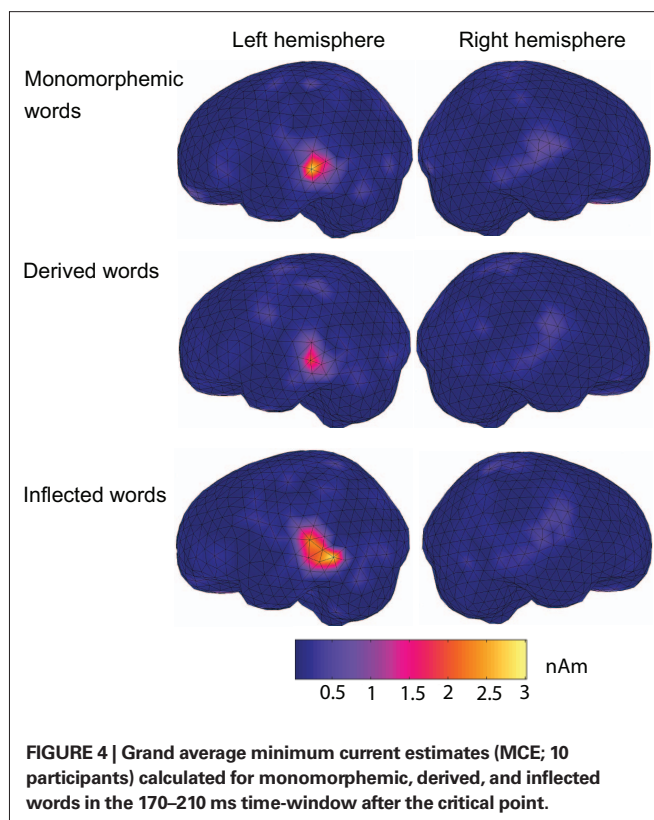 Left hemisphere Right hemisphere
Monomorphemic
words
Derived words
Inflected words
nAm
0.5 1 1.5 2 2.5 3
FIGURE 4 | Grand average minimum current estimates (MCE; 10
participants) calculated for monomorphemic, derived, and inflected
words in the 170–210 ms time-window after the critical point.